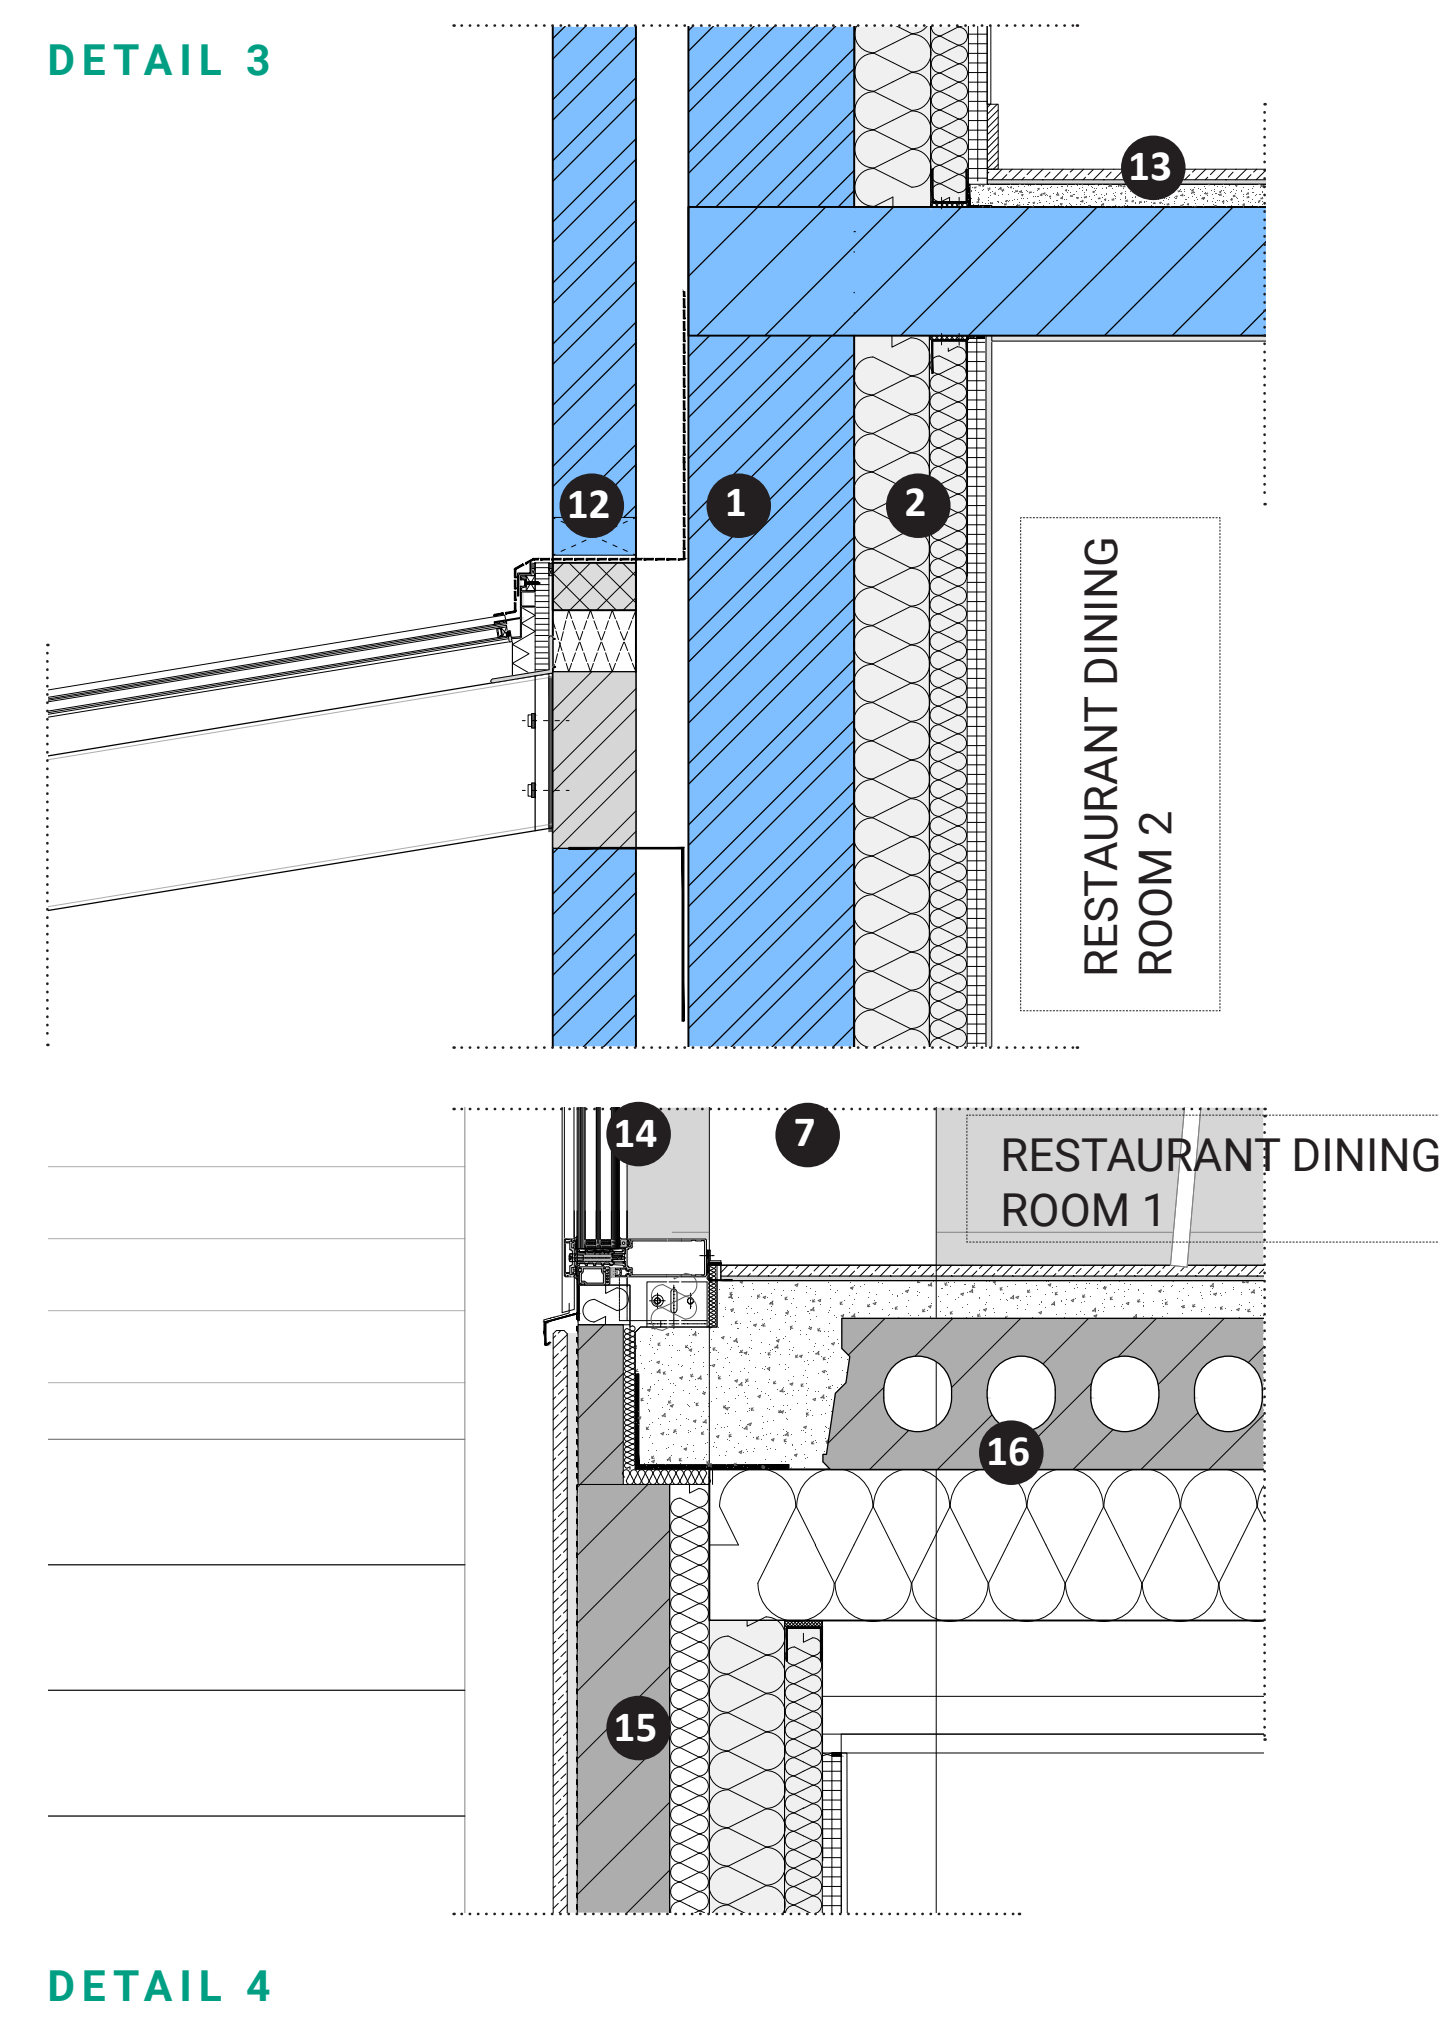 DETAIL 3
13
12
1
2
RESTAURANT DINING
ROOM 2
14
7
RESTAURANT DINING
ROOM 1
16
15
DETAIL 4